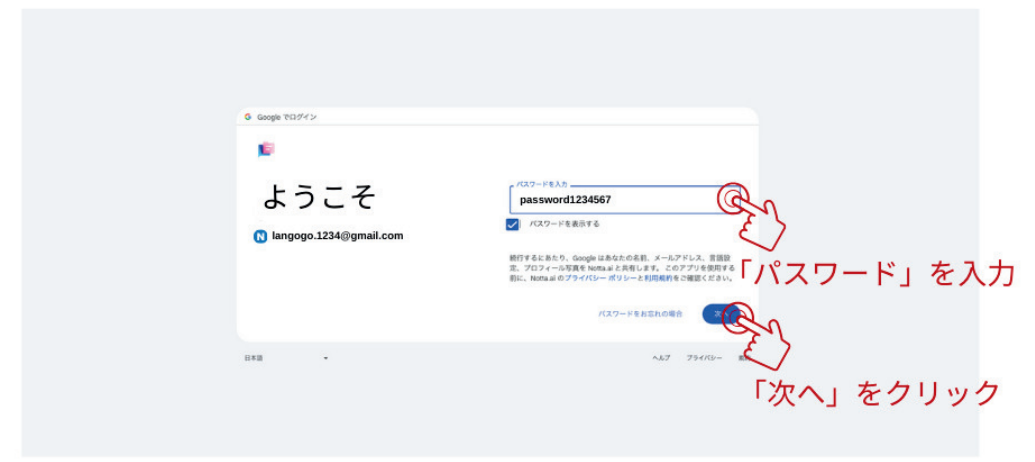 Google でログイン
ようこそ
N langogo.1234@gmail.com
パスワードを入力
password1234567
パスワードを表示する
続行するにあたり、Google はあなたの名前、メールアドレス、言語設
定、プロフィール写真を Notta.ai と共有します。このアプリを使用する
前に、Notta.ai のプライバシー ポリシーと利用規約をご確認ください。
パスワードをお忘れの場合
次へ
日本語
ヘルプ プライバシー
「パスワード」を入力
「次へ」をクリック